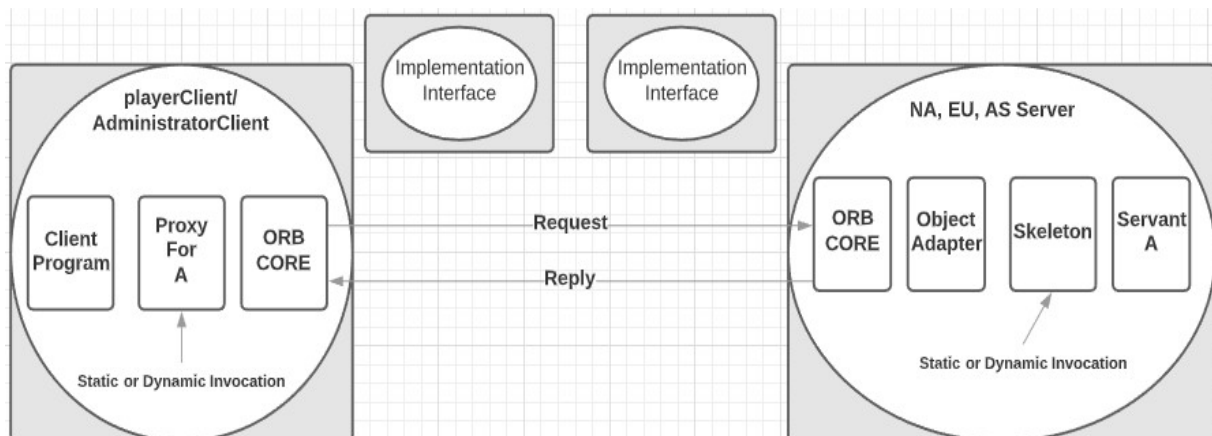 playerClient/
AdministratorClient
Client
Program
Proxy
For
A
ORB
CORE
Static or Dynamic Invocation
Implementation
Interface
Implementation
Interface
Request
Reply
NA, EU, AS Server
ORB
CORE
Object
Adapter
Skeleton
Servant
A
Static or Dynamic Invocation